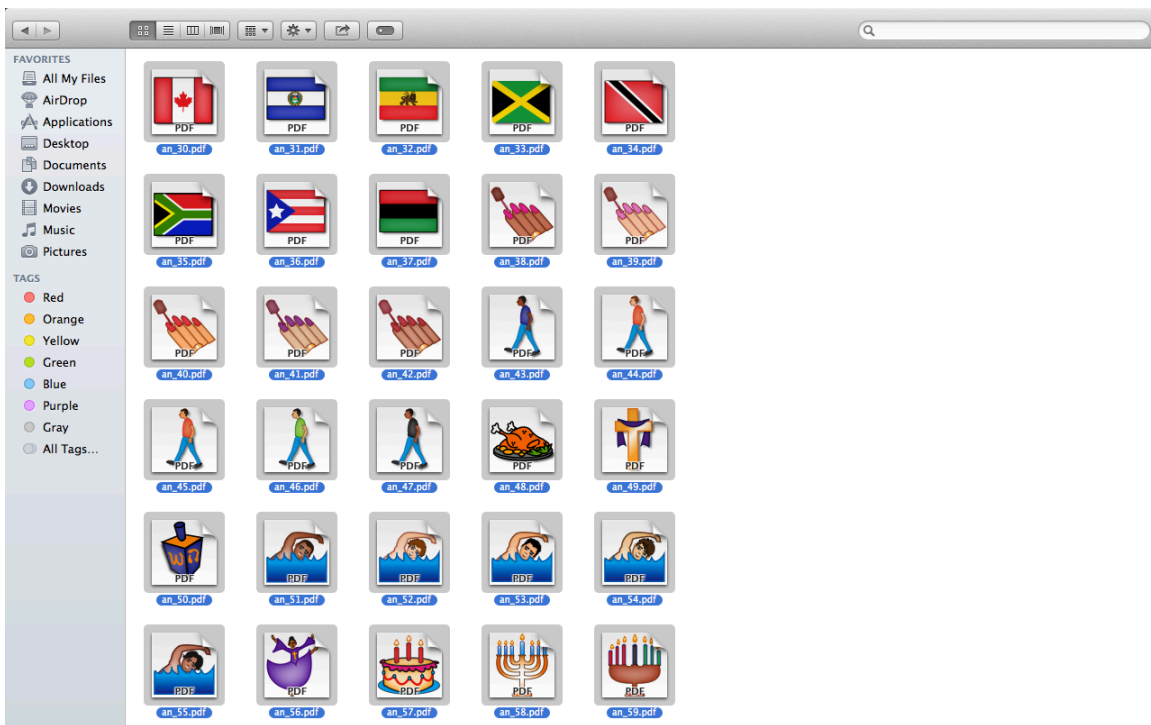 FAVORITES
All My Files
AirDrop
Applications
Desktop
Documents
Downloads
Movies
Music
Pictures
TAGS
Red
Orange
Yellow
Green
Blue
Purple
Gray
All Tags...
PDF PDF PDF PDF PDF
an_30.pdf an_31.pdf an_32.pdf an_33.pdf an_34.pdf
PDF PDF PDF PDF PDF
an_35.pdf an_36.pdf an_37.pdf an_38.pdf an_39.pdf
PDF PDF PDF PDF PDF
an_40.pdf an_41.pdf an_42.pdf an_43.pdf an_44.pdf
PDF PDF PDF PDF PDF
an_45.pdf an_46.pdf an_47.pdf an_48.pdf an_49.pdf
PDF PDF PDF PDF PDF
an_50.pdf an_51.pdf an_52.pdf an_53.pdf an_54.pdf
PDF PDF PDF PDF PDF
an_55.pdf an_56.pdf an_57.pdf an_58.pdf an_59.pdf